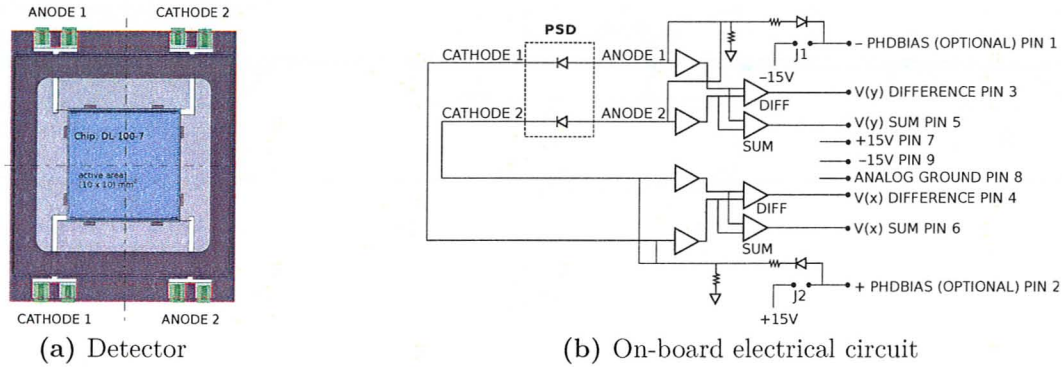 ANODE 1 CATHODE 2
Chip: DL 100-7
active area:
(10 x 10) mm²
CATHODE 1 ANODE 2
(a) Detector
PSD
CATHODE 1 ANODE 1
CATHODE 2 ANODE 2
− PHDBIAS (OPTIONAL) PIN 1
J1
−15V
DIFF
V(y) DIFFERENCE PIN 3
V(y) SUM PIN 5
SUM
+15V PIN 7
−15V PIN 9
ANALOG GROUND PIN 8
V(x) DIFFERENCE PIN 4
DIFF
V(x) SUM PIN 6
SUM
+ PHDBIAS (OPTIONAL) PIN 2
J2
+15V
(b) On-board electrical circuit